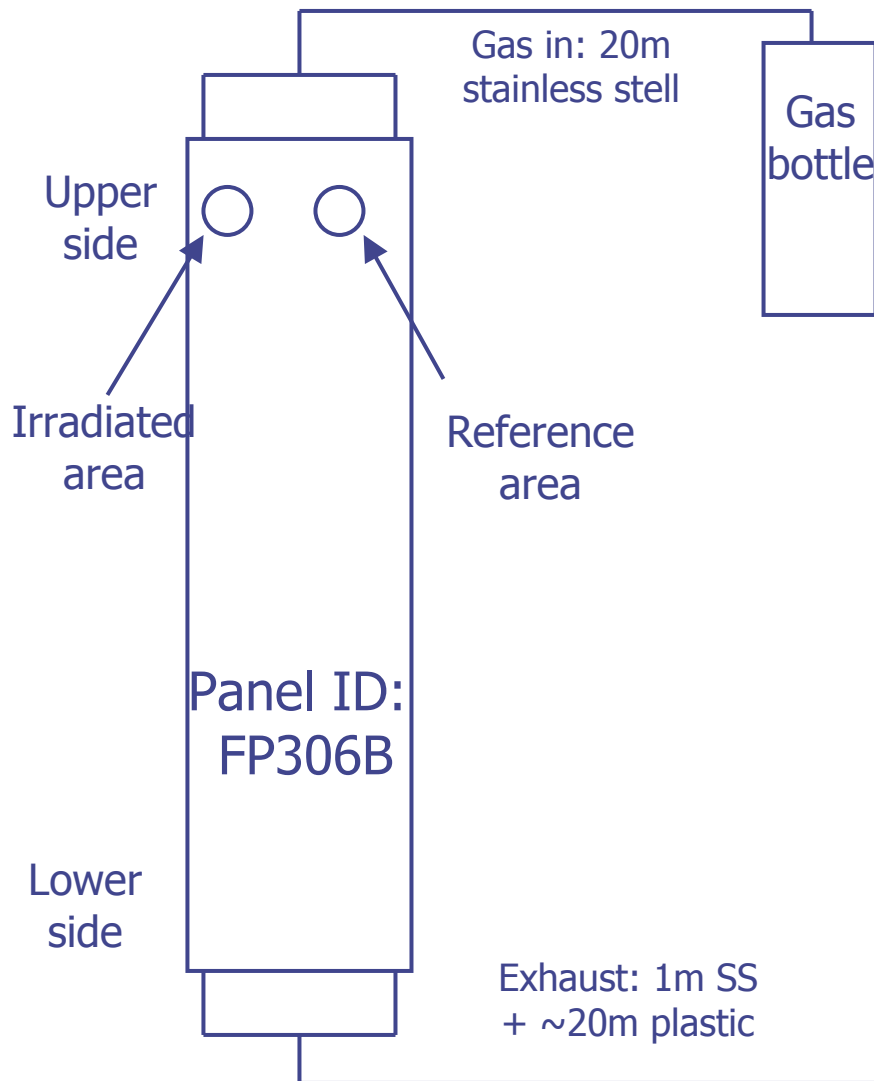 Gas in: 20m
stainless stell
Gas
bottle
Upper
side
Irradiated
area
Reference
area
Panel ID:
FP306B
Lower
side
Exhaust: 1m SS
+ ~20m plastic